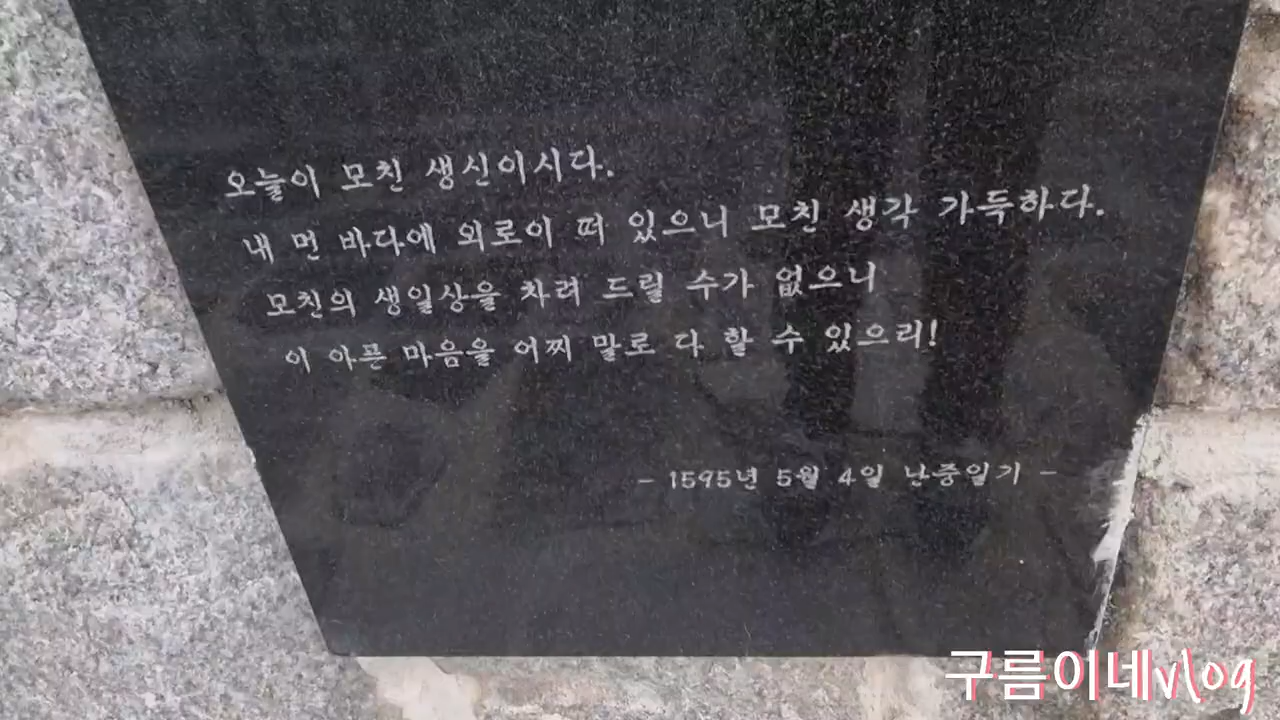 오늘이 모친 생신이시다.
내 먼 바다에 외로이 떠 있으니 모친 생각 가득하다.
모친의 생일상을 차려 드릴 수가 없으니
이 아픈 마음을 어찌 말로 다 할 수 있으리!
- 1595년 5월 4일 난중일기 -
구름이네vlog